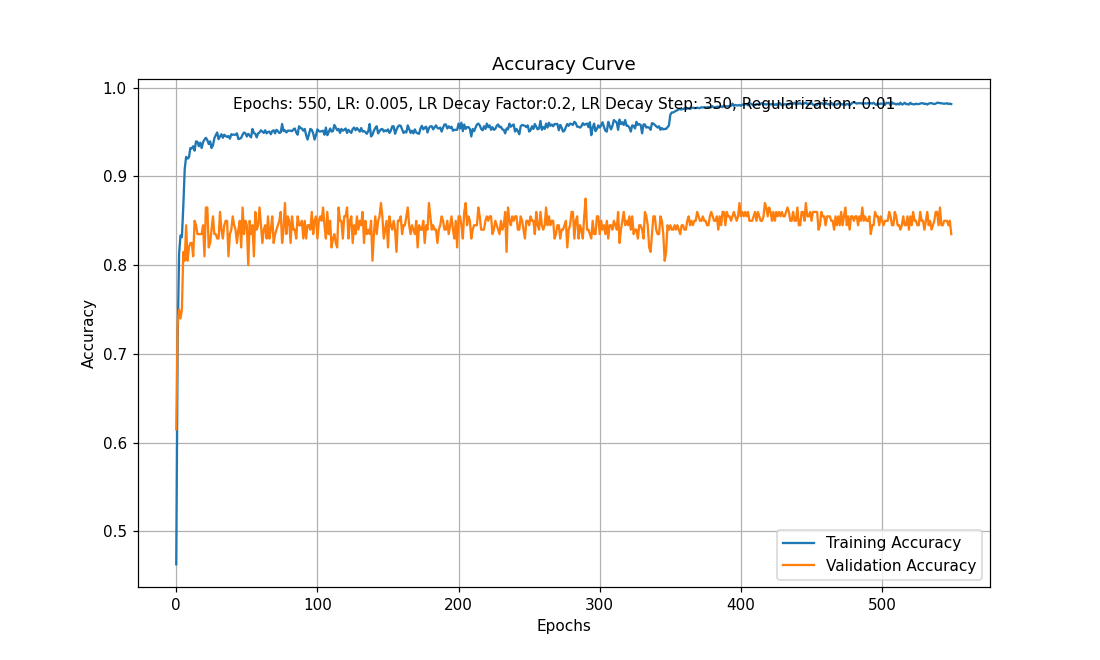 Accuracy Curve
Epochs: 550, LR: 0.005, LR Decay Factor:0.2, LR Decay Step: 350, Regularization: 0.01
1.0
0.9
0.8
0.7
0.6
0.5
Accuracy
0 100 200 300 400 500
Epochs
Training Accuracy
Validation Accuracy